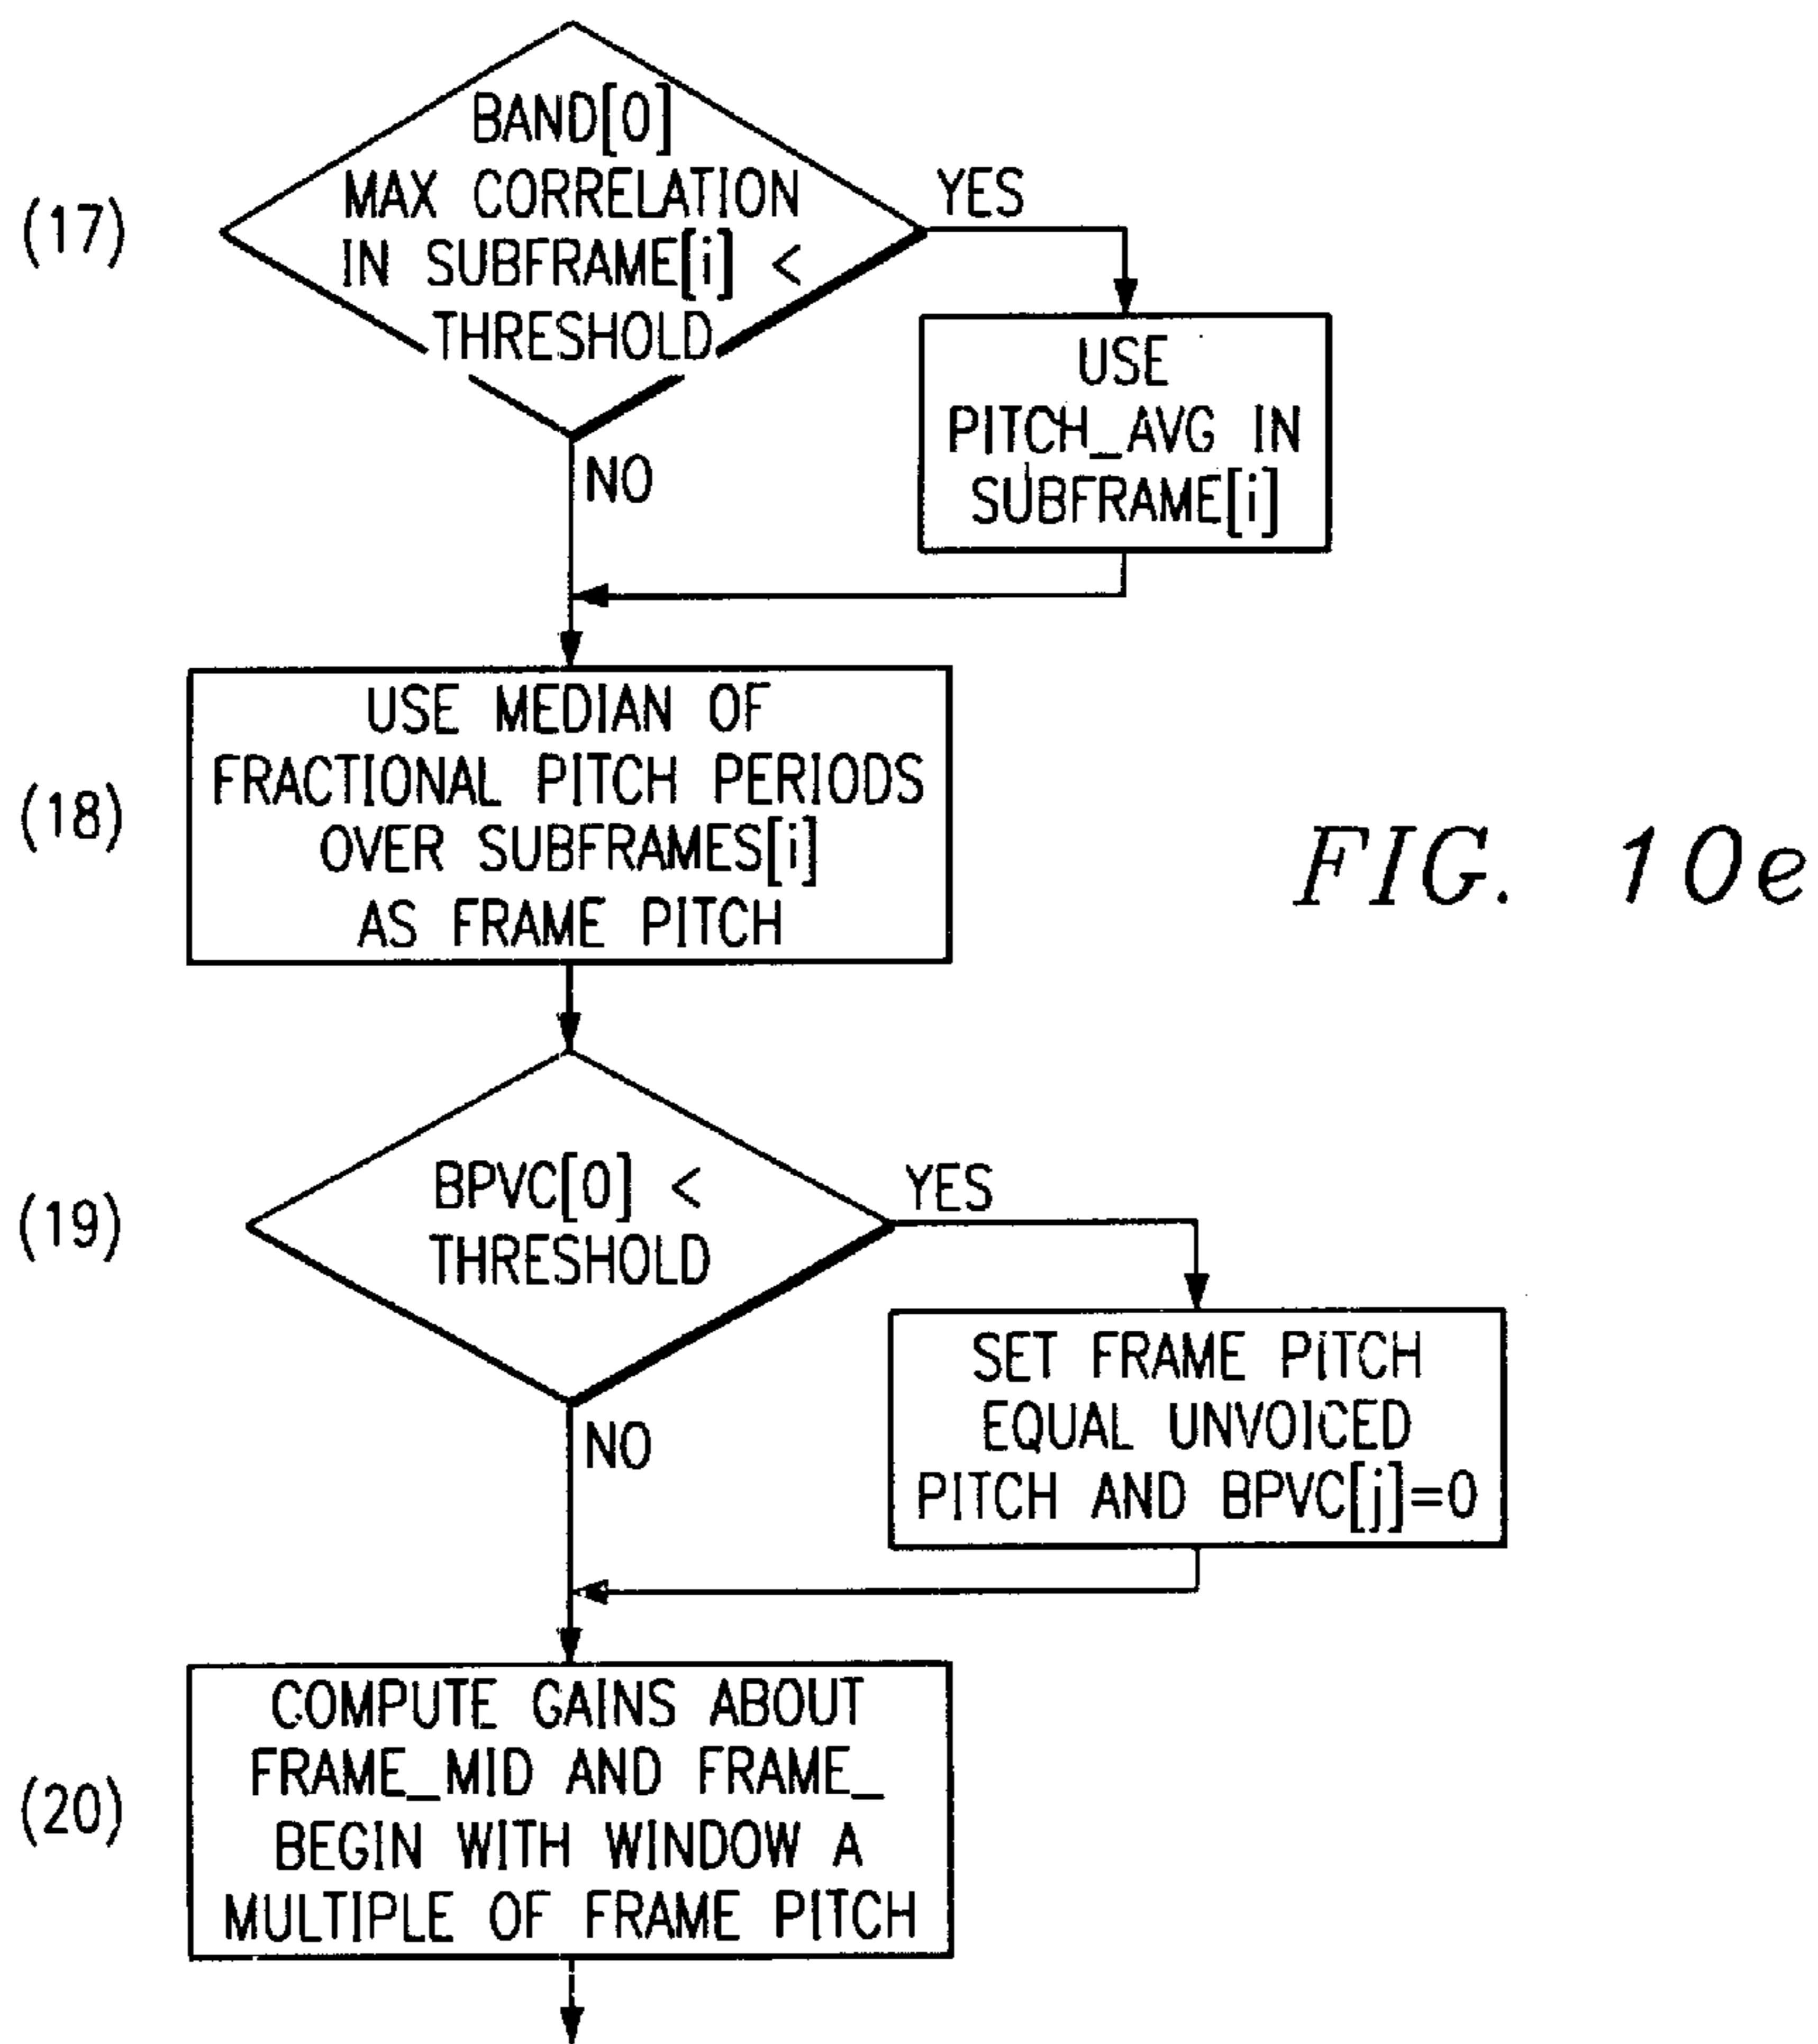 (17)
BAND[0]
MAX CORRELATION
IN SUBFRAME[i] <
THRESHOLD
YES
NO
USE
PITCH_AVG IN
SUBFRAME[i]
(18)
USE MEDIAN OF
FRACTIONAL PITCH PERIODS
OVER SUBFRAMES[i]
AS FRAME PITCH
FIG. 10e
(19)
BPVC[0] <
THRESHOLD
YES
NO
SET FRAME PITCH
EQUAL UNVOICED
PITCH AND BPVC[j]=0
(20)
COMPUTE GAINS ABOUT
FRAME_MID AND FRAME_
BEGIN WITH WINDOW A
MULTIPLE OF FRAME PITCH